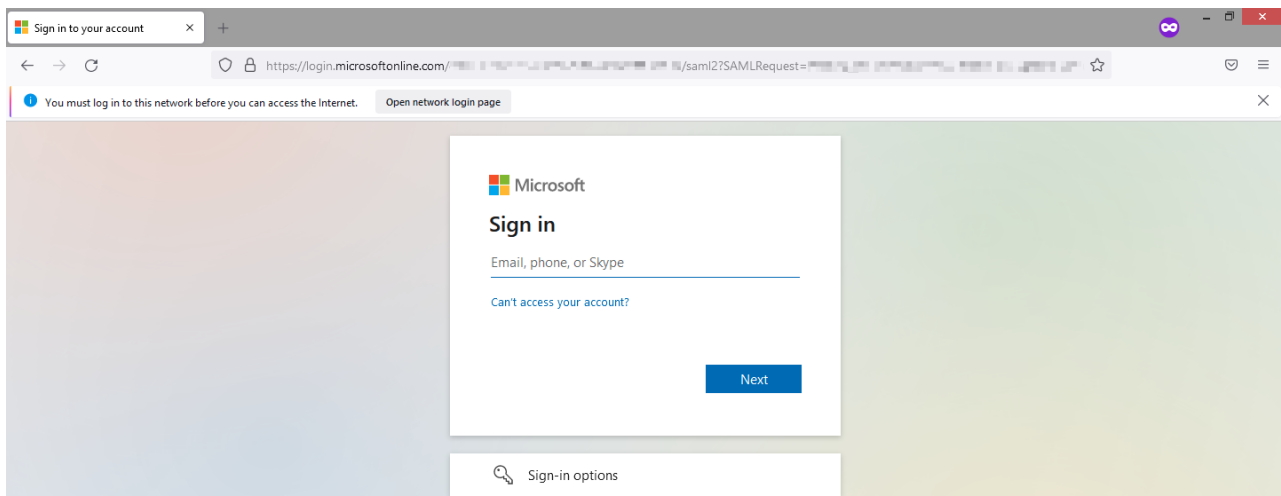 Sign in to your account
https://login.microsoftonline.com/ /saml2?SAMLRequest=
You must log in to this network before you can access the Internet. Open network login page
Microsoft
Sign in
Email, phone, or Skype
Can't access your account?
Next
Sign-in options